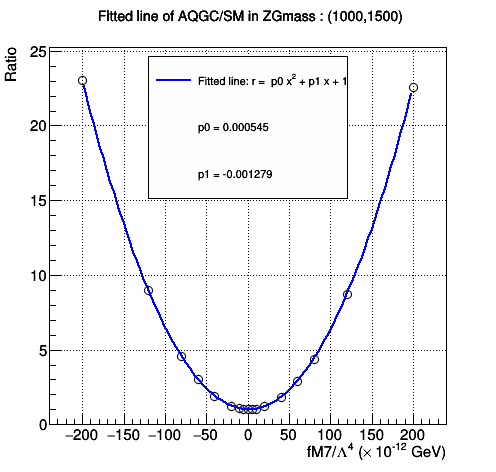 FItted line of AQGC/SM in ZGmass : (1000,1500)
Ratio
25
20
15
10
5
0
Fitted line: r = p0 x² + p1 x + 1
p0 = 0.000545
p1 = -0.001279
−200 −150 −100 −50 0 50 100 150 200
fM7/Λ⁴ (× 10⁻¹² GeV)